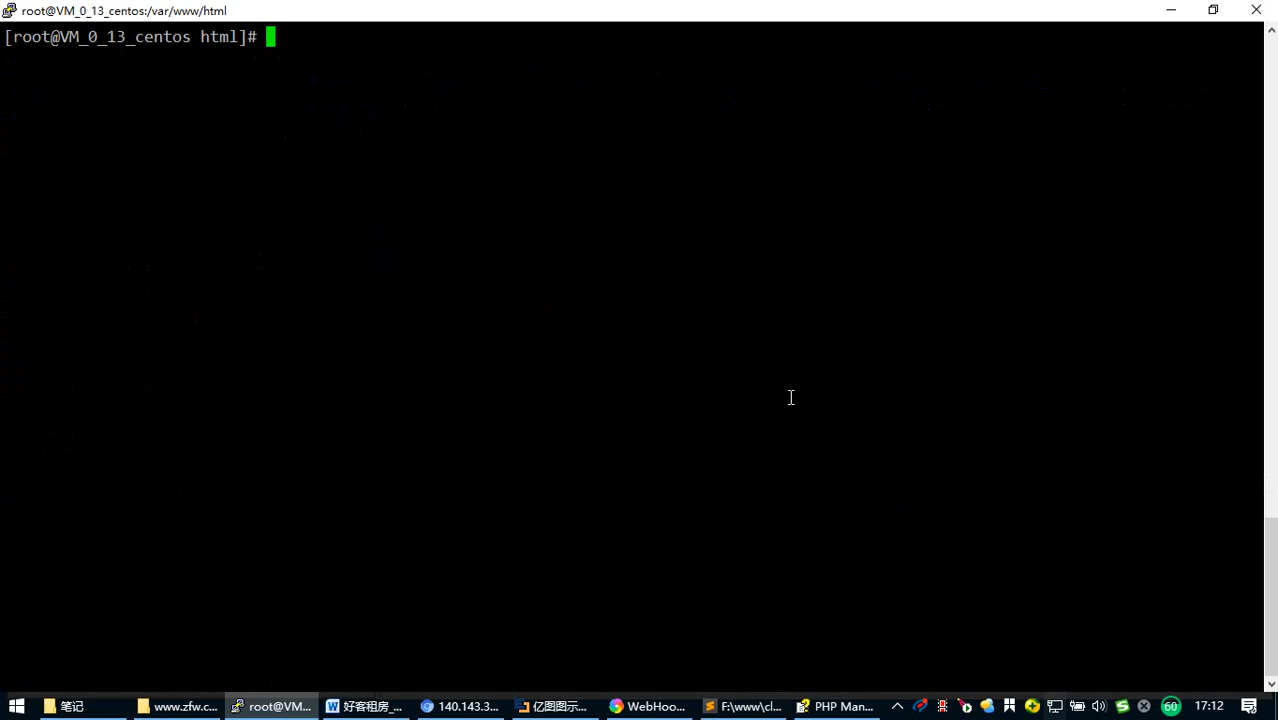 root@VM_0_13_centos:/var/www/html
[root@VM_0_13_centos html]#
笔记
www.zfw.c...
root@VM...
好客租房_...
140.143.3...
亿图图示...
WebHoo...
F:\www\cl...
PHP Man...
60
17:12